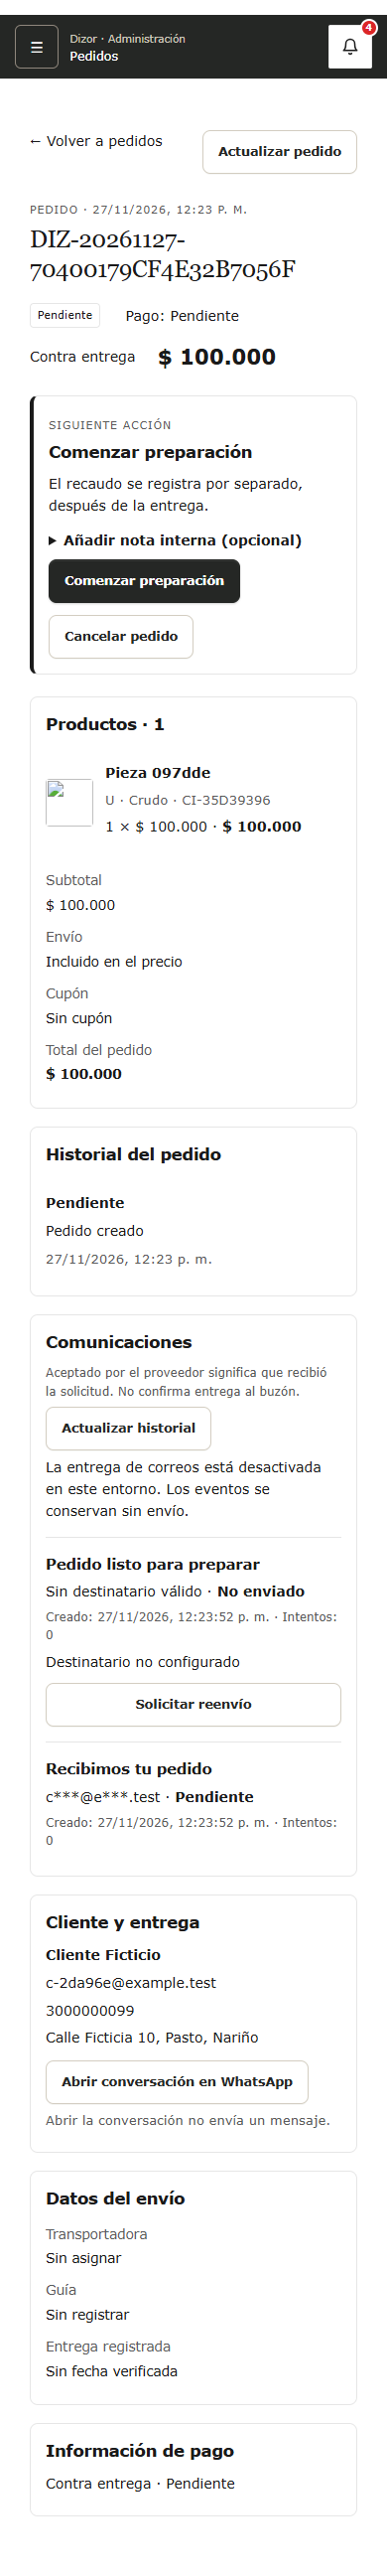 ☰
Dizor · Administración
Pedidos
4
← Volver a pedidos
Actualizar pedido
PEDIDO · 27/11/2026, 12:23 P. M.
DIZ-20261127-
70400179CF4E32B7056F
Pendiente
Pago: Pendiente
Contra entrega
$ 100.000
SIGUIENTE ACCIÓN
Comenzar preparación
El recaudo se registra por separado,
después de la entrega.
▶ Añadir nota interna (opcional)
Comenzar preparación
Cancelar pedido
Productos · 1
Pieza 097dde
U · Crudo · CI-35D39396
1 × $ 100.000 · $ 100.000
Subtotal
$ 100.000
Envío
Incluido en el precio
Cupón
Sin cupón
Total del pedido
$ 100.000
Historial del pedido
Pendiente
Pedido creado
27/11/2026, 12:23 p. m.
Comunicaciones
Aceptado por el proveedor significa que recibió
la solicitud. No confirma entrega al buzón.
Actualizar historial
La entrega de correos está desactivada
en este entorno. Los eventos se
conservan sin envío.
Pedido listo para preparar
Sin destinatario válido · No enviado
Creado: 27/11/2026, 12:23:52 p. m. · Intentos:
0
Destinatario no configurado
Solicitar reenvío
Recibimos tu pedido
c***@e***.test · Pendiente
Creado: 27/11/2026, 12:23:52 p. m. · Intentos:
0
Cliente y entrega
Cliente Ficticio
c-2da96e@example.test
3000000099
Calle Ficticia 10, Pasto, Nariño
Abrir conversación en WhatsApp
Abrir la conversación no envía un mensaje.
Datos del envío
Transportadora
Sin asignar
Guía
Sin registrar
Entrega registrada
Sin fecha verificada
Información de pago
Contra entrega · Pendiente